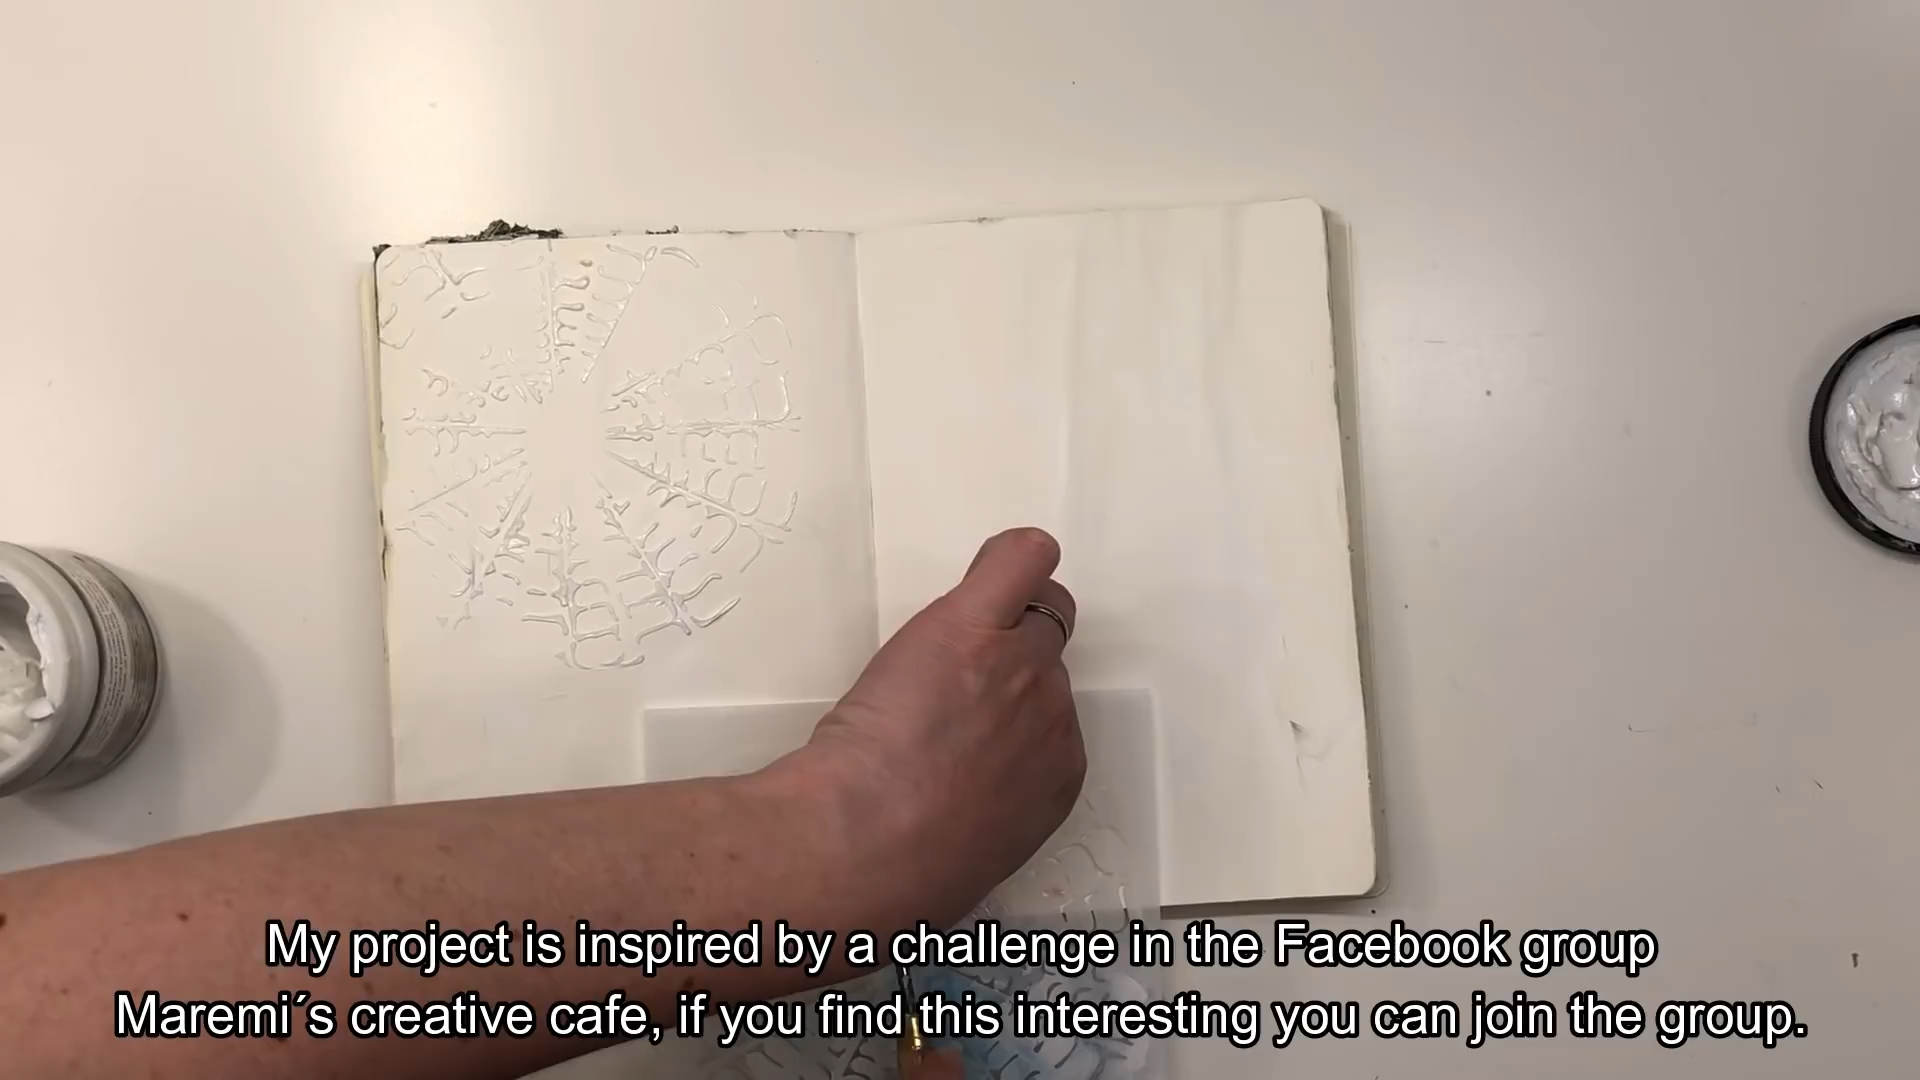 My project is inspired by a challenge in the Facebook group
Maremi´s creative cafe, if you find this interesting you can join the group.